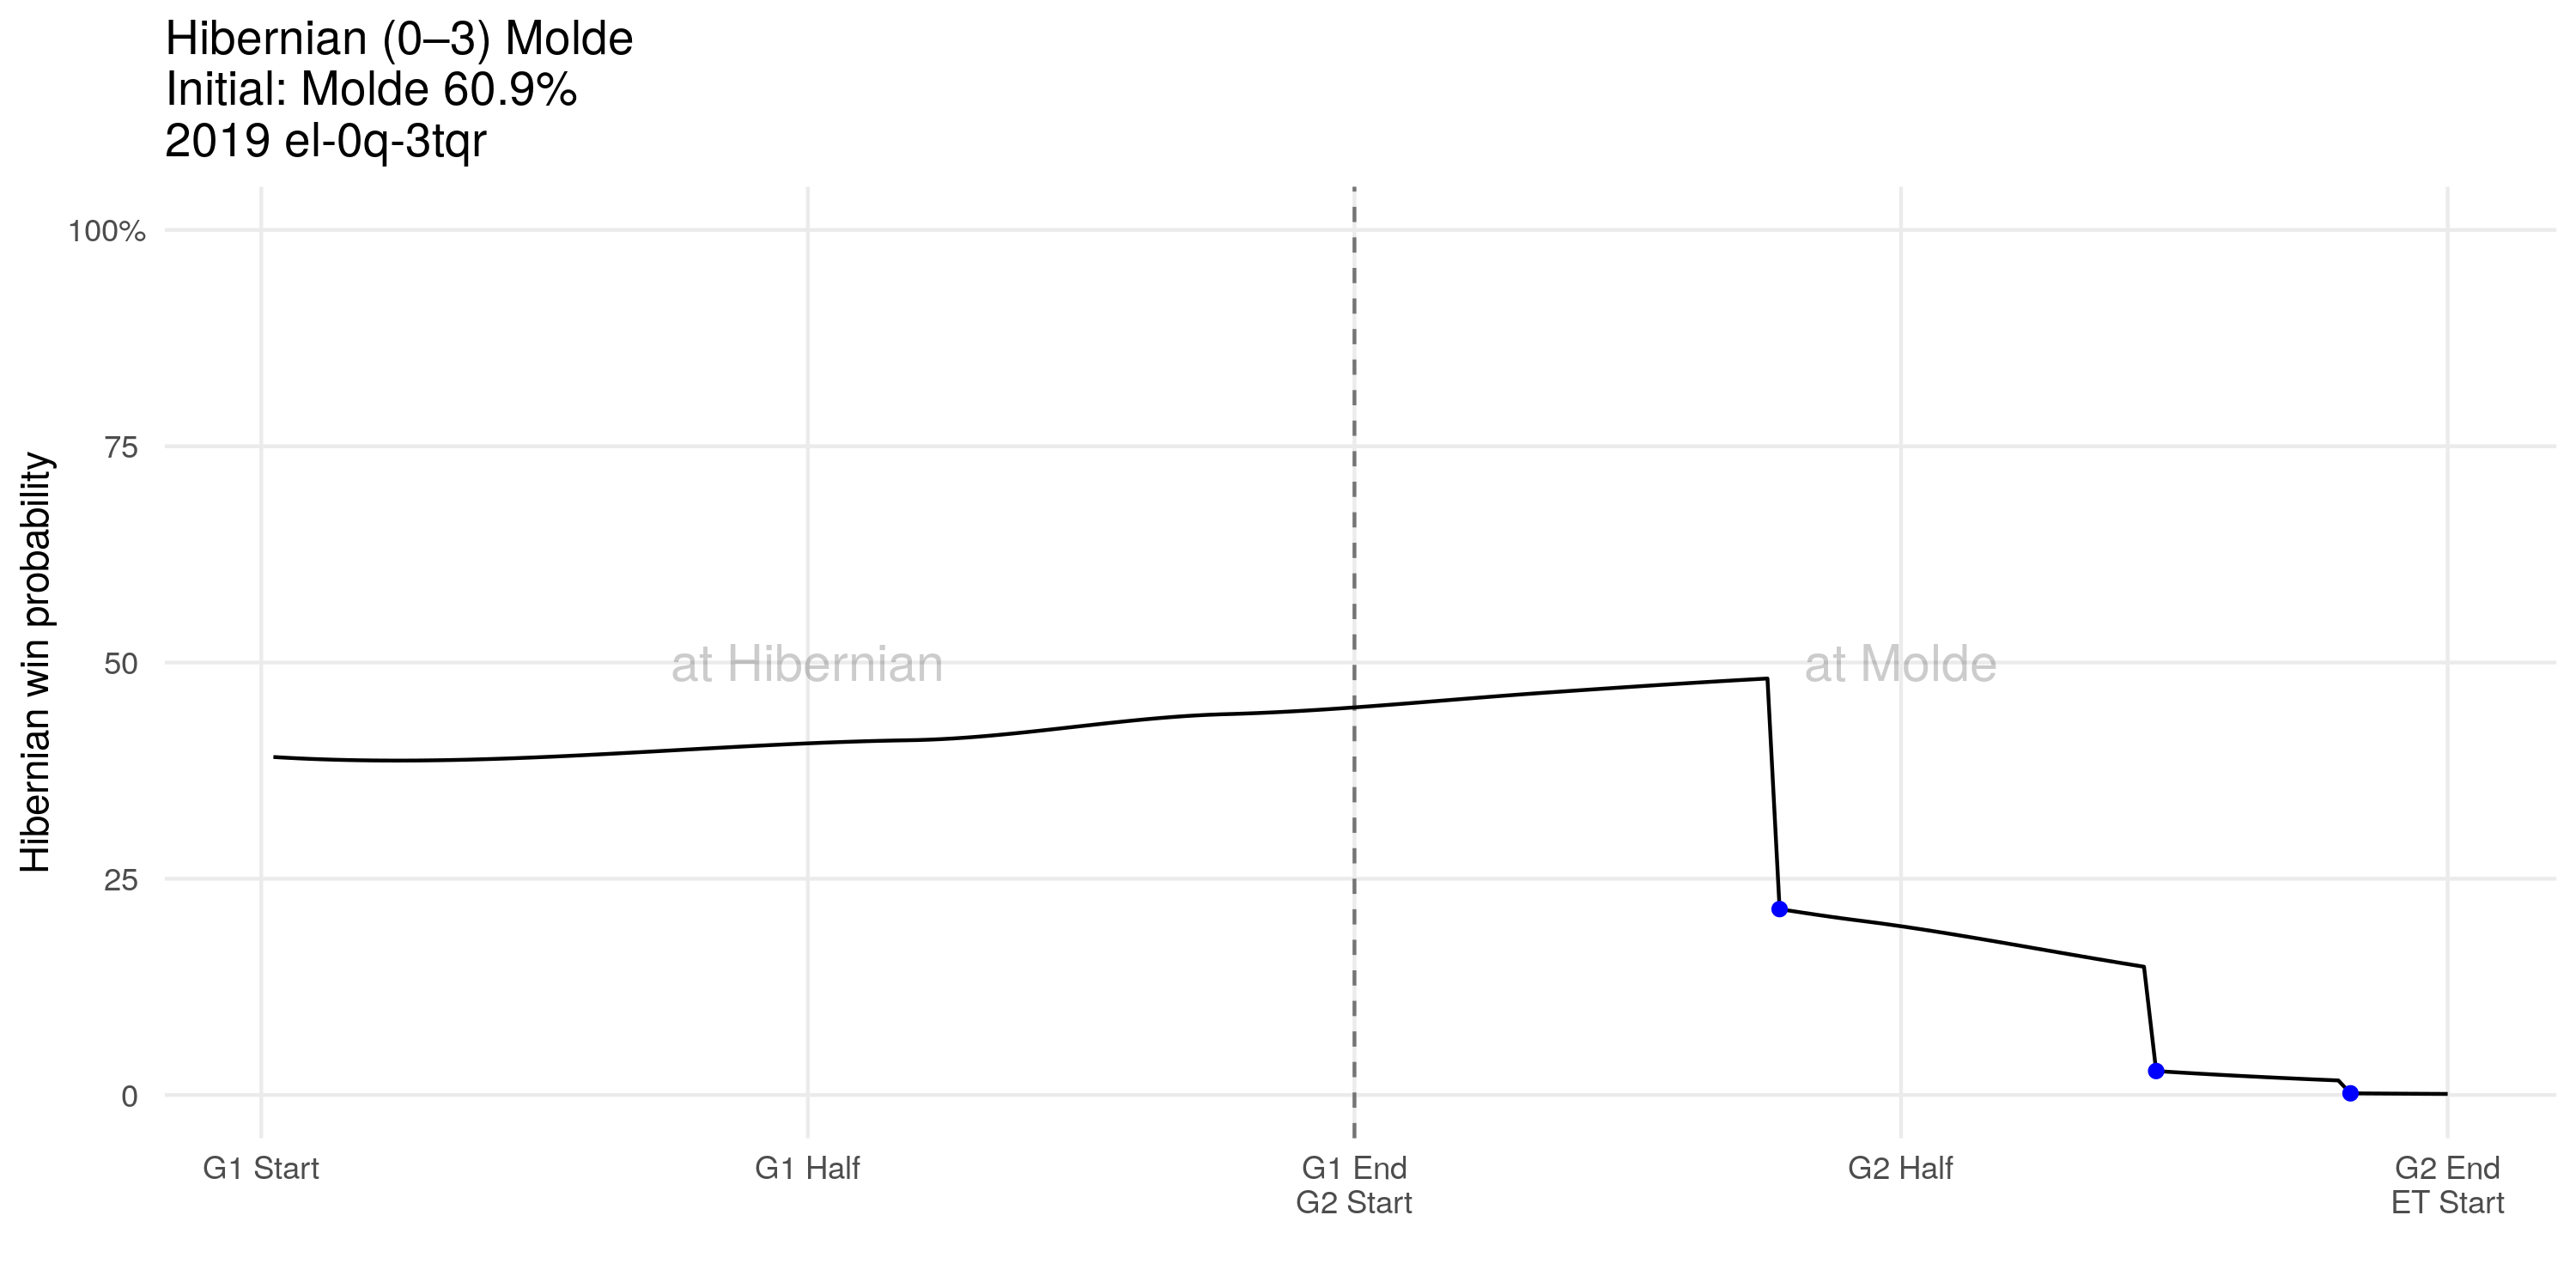 Hibernian (0–3) Molde
Initial: Molde 60.9%
2019 el-0q-3tqr
Hibernian win probability
100%
75
50
25
0
at Hibernian
at Molde
G1 Start
G1 Half
G1 End
G2 Start
G2 Half
G2 End
ET Start